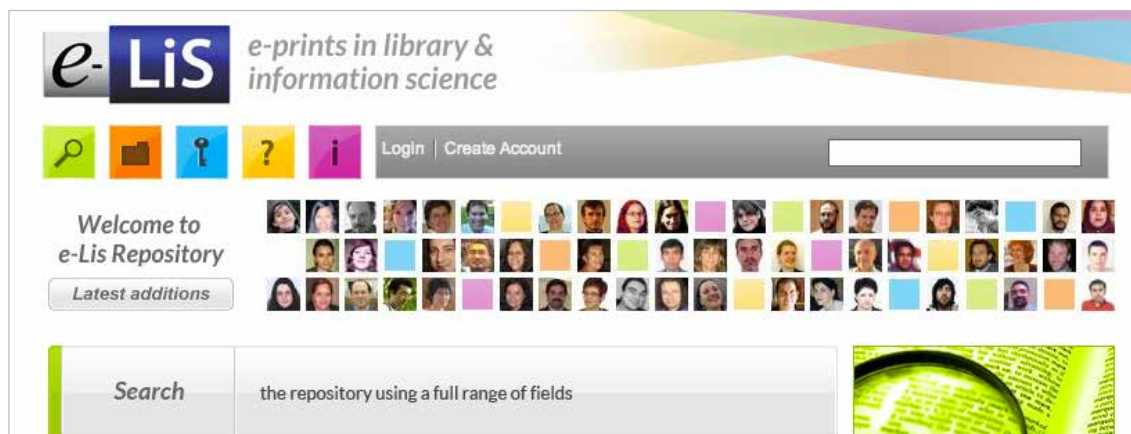 e-LiS
e-prints in library &
information science
?
i
Login | Create Account
Welcome to
e-Lis Repository
Latest additions
Search
the repository using a full range of fields